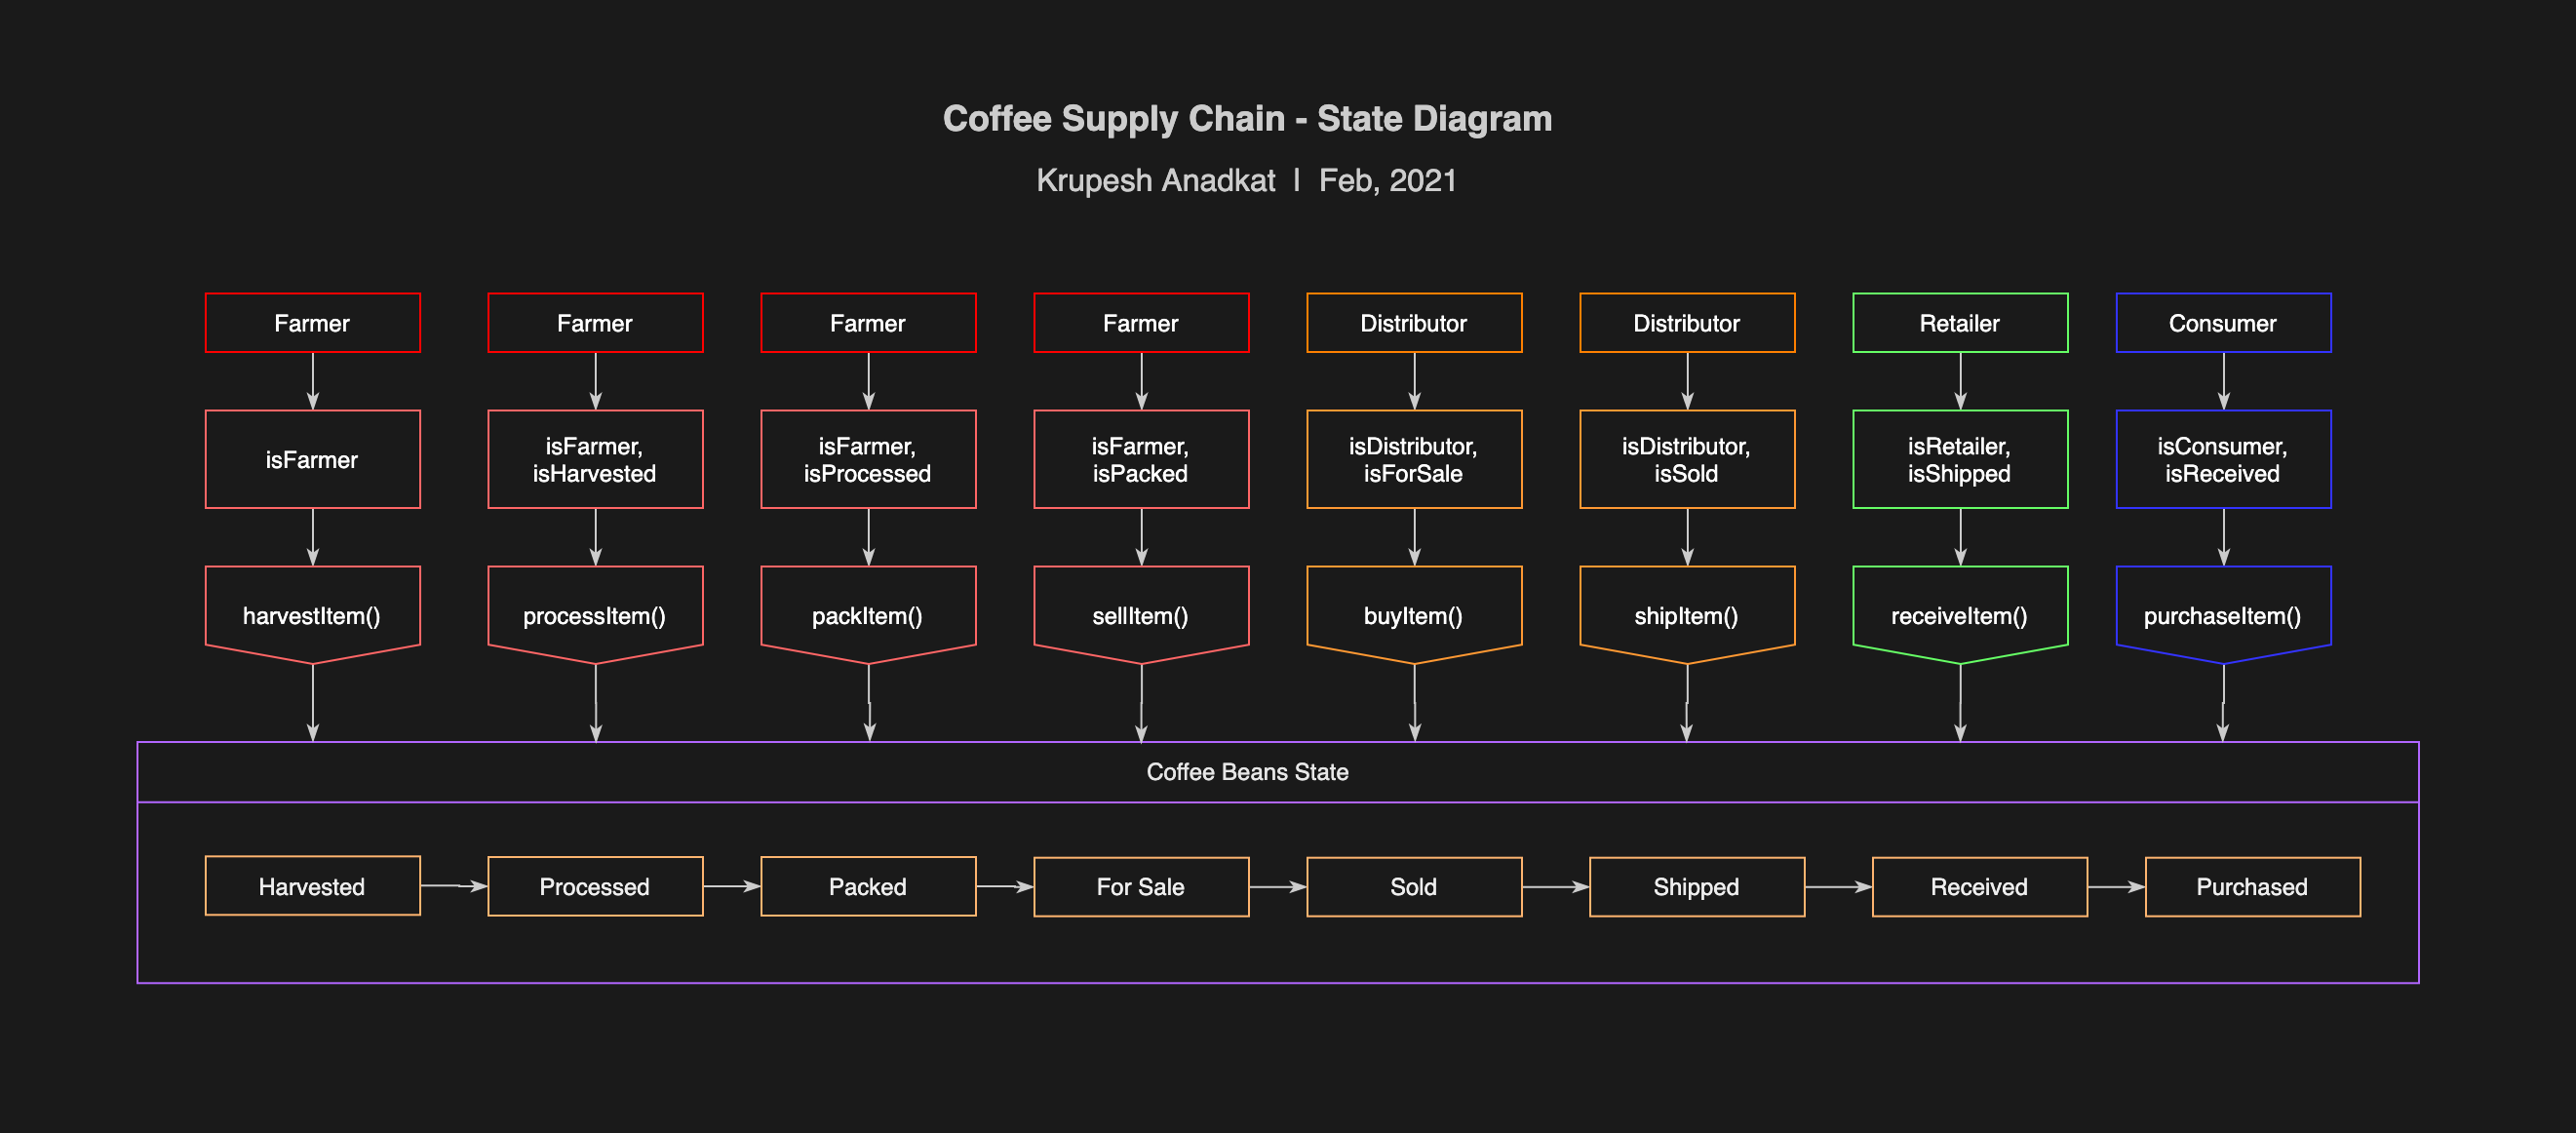 Coffee Supply Chain - State Diagram
Krupesh Anadkat | Feb, 2021
Farmer
Farmer
Farmer
Farmer
Distributor
Distributor
Retailer
Consumer
isFarmer
isFarmer,
isHarvested
isFarmer,
isProcessed
isFarmer,
isPacked
isDistributor,
isForSale
isDistributor,
isSold
isRetailer,
isShipped
isConsumer,
isReceived
harvestItem()
processItem()
packItem()
sellItem()
buyItem()
shipItem()
receiveItem()
purchaseItem()
Coffee Beans State
Harvested
Processed
Packed
For Sale
Sold
Shipped
Received
Purchased